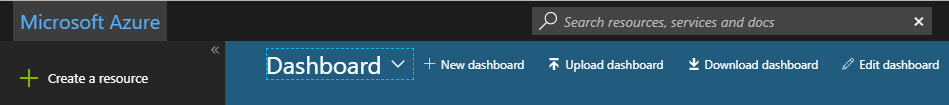 Microsoft Azure
Search resources, services and docs
Create a resource
Dashboard
New dashboard
Upload dashboard
Download dashboard
Edit dashboard